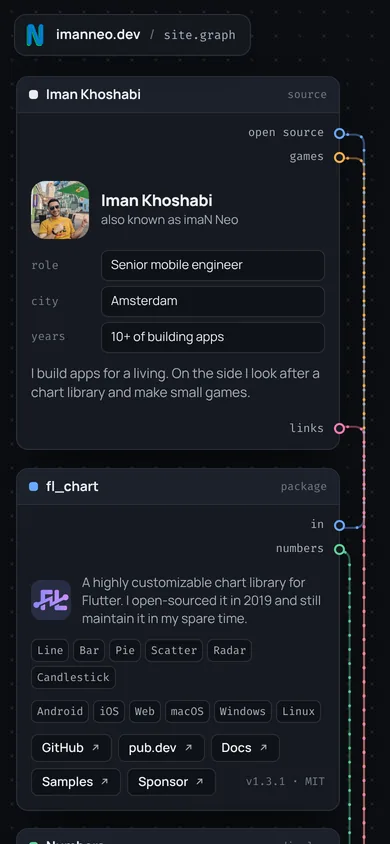 imanneo.dev / site.graph
Iman Khoshabi source
open source
games
Iman Khoshabi
also known as imaN Neo
role Senior mobile engineer
city Amsterdam
years 10+ of building apps
I build apps for a living. On the side I look after a
chart library and make small games.
links
fl_chart package
in
numbers
A highly customizable chart library for
Flutter. I open-sourced it in 2019 and still
maintain it in my spare time.
Line Bar Pie Scatter Radar
Candlestick
Android iOS Web macOS Windows Linux
GitHub ↗ pub.dev ↗ Docs ↗
Samples ↗ Sponsor ↗ v1.3.1 · MIT